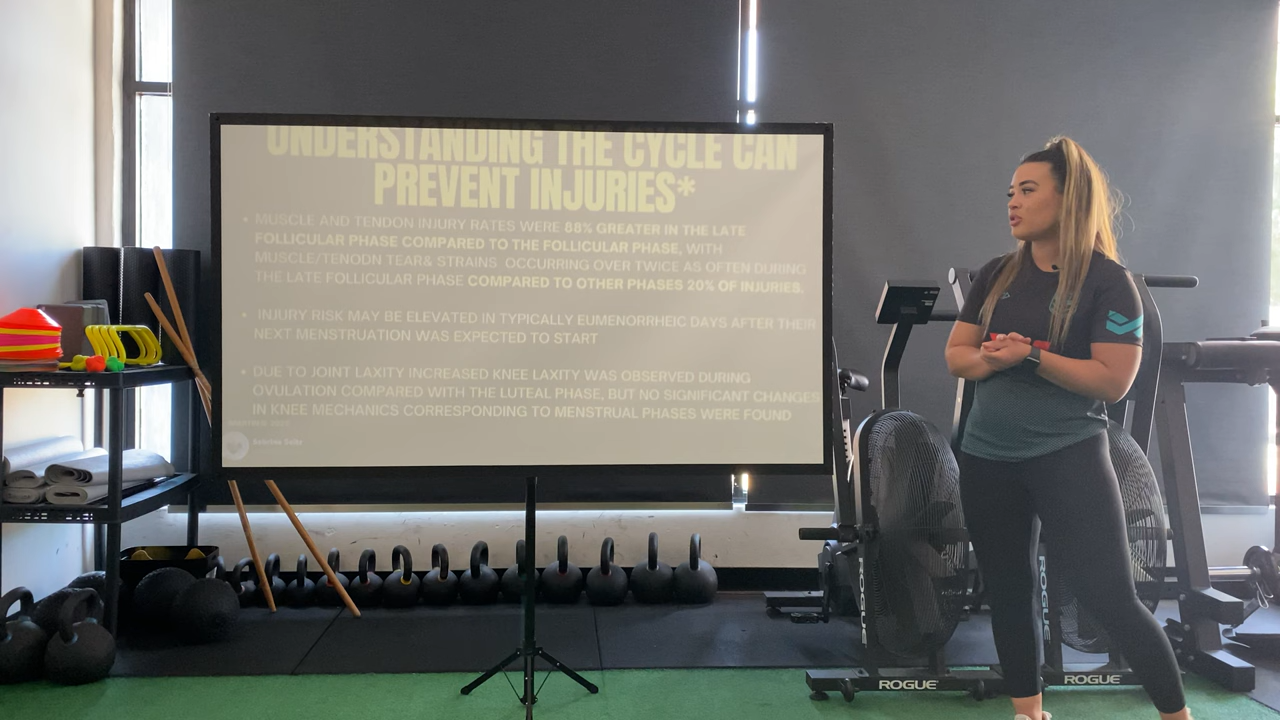 UNDERSTANDING THE CYCLE CAN
PREVENT INJURIES*
• MUSCLE AND TENDON INJURY RATES WERE 88% GREATER IN THE LATE
FOLLICULAR PHASE COMPARED TO THE FOLLICULAR PHASE, WITH
MUSCLE/TENODN TEAR& STRAINS OCCURRING OVER TWICE AS OFTEN DURING
THE LATE FOLLICULAR PHASE COMPARED TO OTHER PHASES 20% OF INJURIES.
• INJURY RISK MAY BE ELEVATED IN TYPICALLY EUMENORRHEIC DAYS AFTER THEIR
NEXT MENSTRUATION WAS EXPECTED TO START
• DUE TO JOINT LAXITY INCREASED KNEE LAXITY WAS OBSERVED DURING
OVULATION COMPARED WITH THE LUTEAL PHASE, BUT NO SIGNIFICANT CHANGES
IN KNEE MECHANICS CORRESPONDING TO MENSTRUAL PHASES WERE FOUND
ROGUE
ROGUE
ROGUE
ROGUE